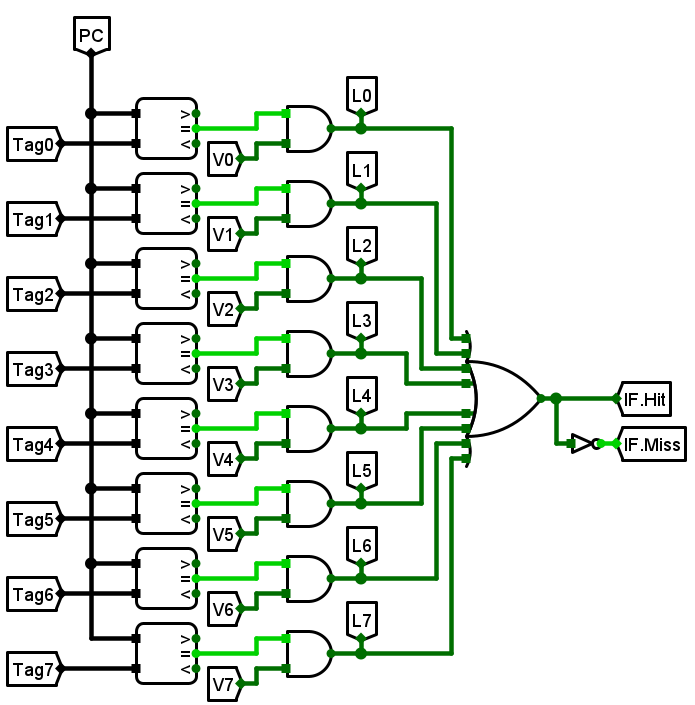 PC
L0
>
=
<
Tag0
V0
L1
>
=
<
Tag1
V1
L2
>
=
<
Tag2
V2
L3
>
=
<
Tag3
V3
IF.Hit
L4
>
=
<
Tag4
V4
IF.Miss
L5
>
=
<
Tag5
V5
L6
>
=
<
Tag6
V6
L7
>
=
<
Tag7
V7